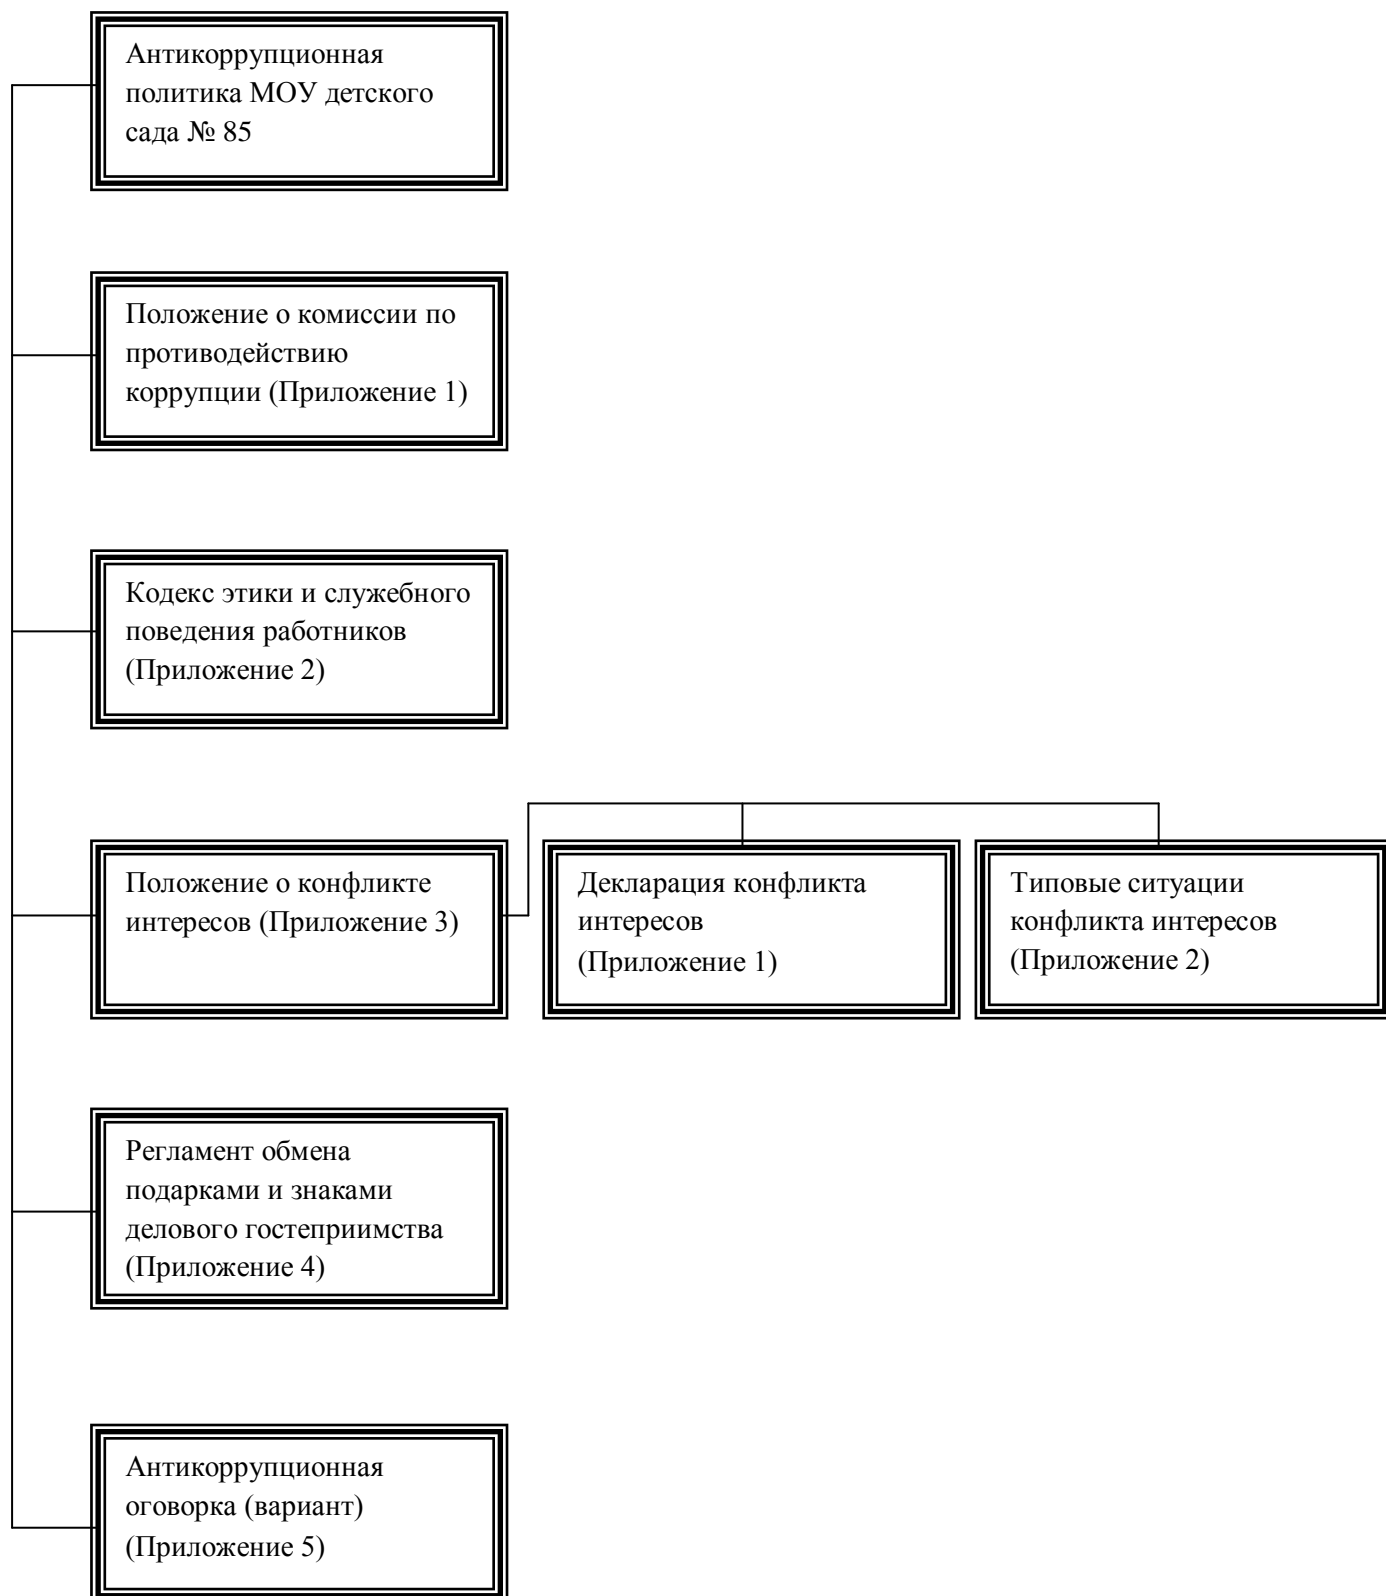 Антикоррупционная
политика МОУ детского
сада № 85
Положение о комиссии по
противодействию
коррупции (Приложение 1)
Кодекс этики и служебного
поведения работников
(Приложение 2)
Положение о конфликте
интересов (Приложение 3)
Декларация конфликта
интересов
(Приложение 1)
Типовые ситуации
конфликта интересов
(Приложение 2)
Регламент обмена
подарками и знаками
делового гостеприимства
(Приложение 4)
Антикоррупционная
оговорка (вариант)
(Приложение 5)